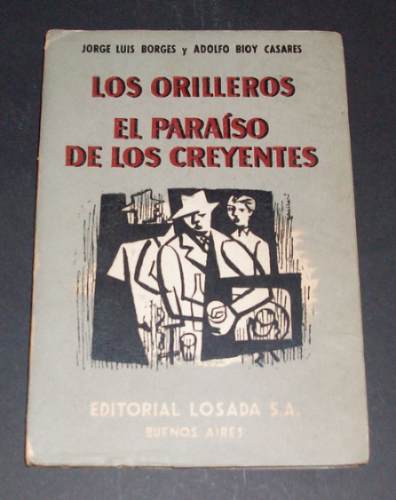 JORGE LUIS BORGES y ADOLFO BIOY CASARES
LOS ORILLEROS
EL PARAÍSO
DE LOS CREYENTES
EDITORIAL LOSADA S.A.
BUENOS AIRES